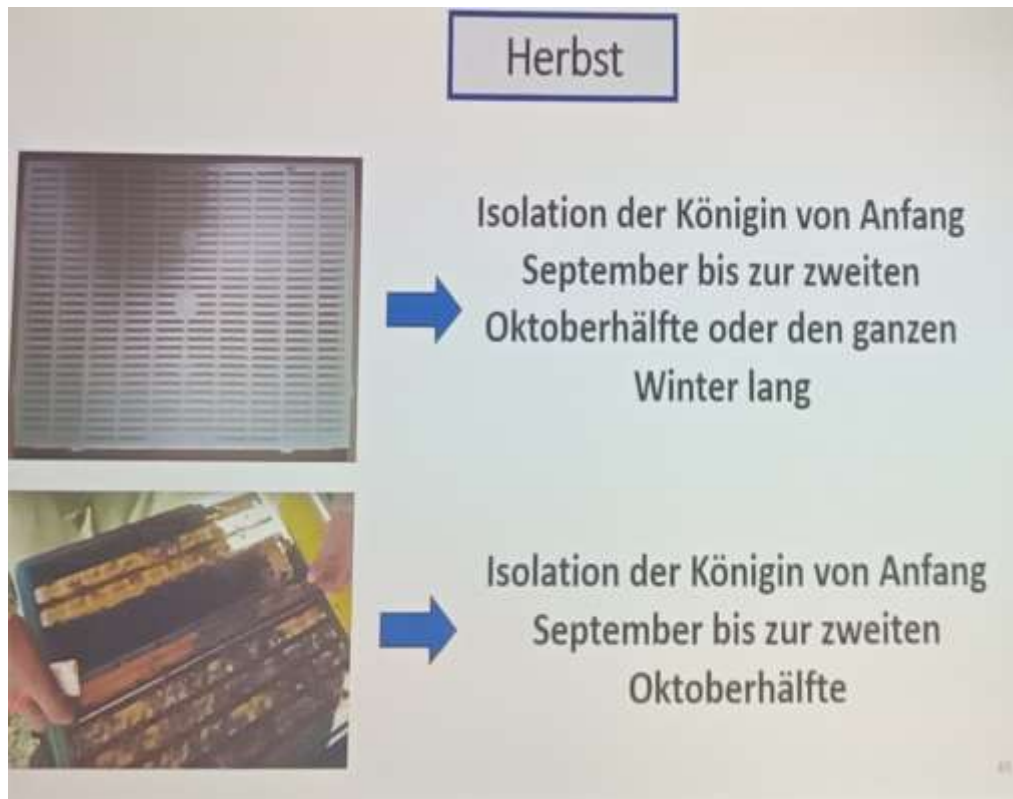 Herbst
Isolation der Königin von Anfang
September bis zur zweiten
Oktoberhälfte oder den ganzen
Winter lang
Isolation der Königin von Anfang
September bis zur zweiten
Oktoberhälfte